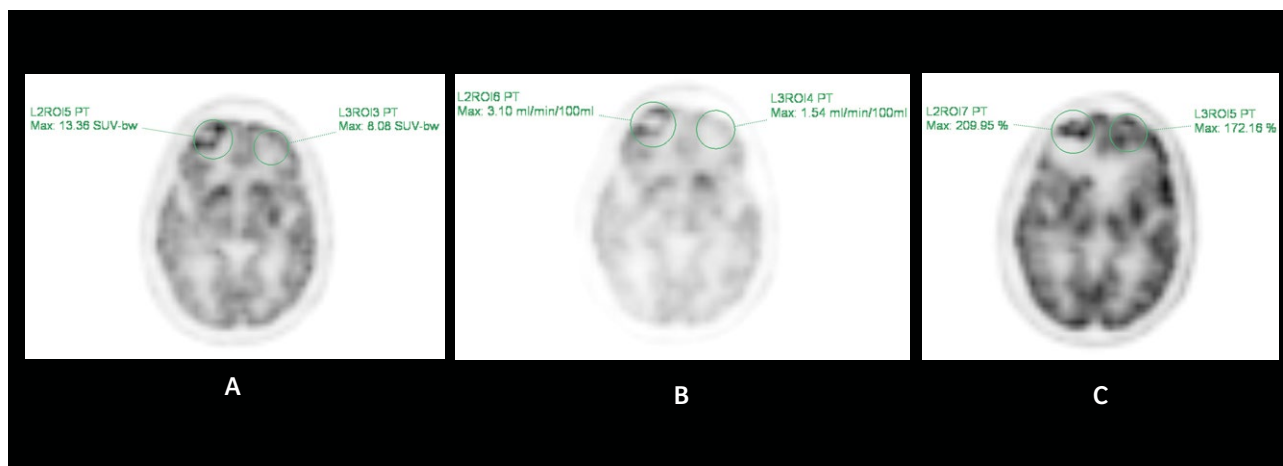 L2ROI5 PT
Max: 13.36 SUV-bw
L3ROI3 PT
Max: 8.08 SUV-bw
L2ROI6 PT
Max: 3.10 ml/min/100ml
L3ROI4 PT
Max: 1.54 ml/min/100ml
L2ROI7 PT
Max: 209.95 %
L3ROI5 PT
Max: 172.16 %
A
B
C